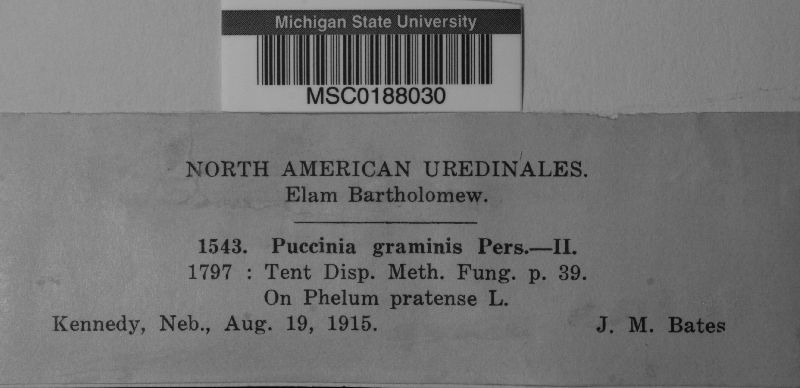 Michigan State University
MSC0188030
NORTH AMERICAN UREDINALES.
Elam Bartholomew.
1543. Puccinia graminis Pers.—II.
1797 : Tent Disp. Meth. Fung. p. 39.
On Phelum pratense L.
Kennedy, Neb., Aug. 19, 1915. J. M. Bates